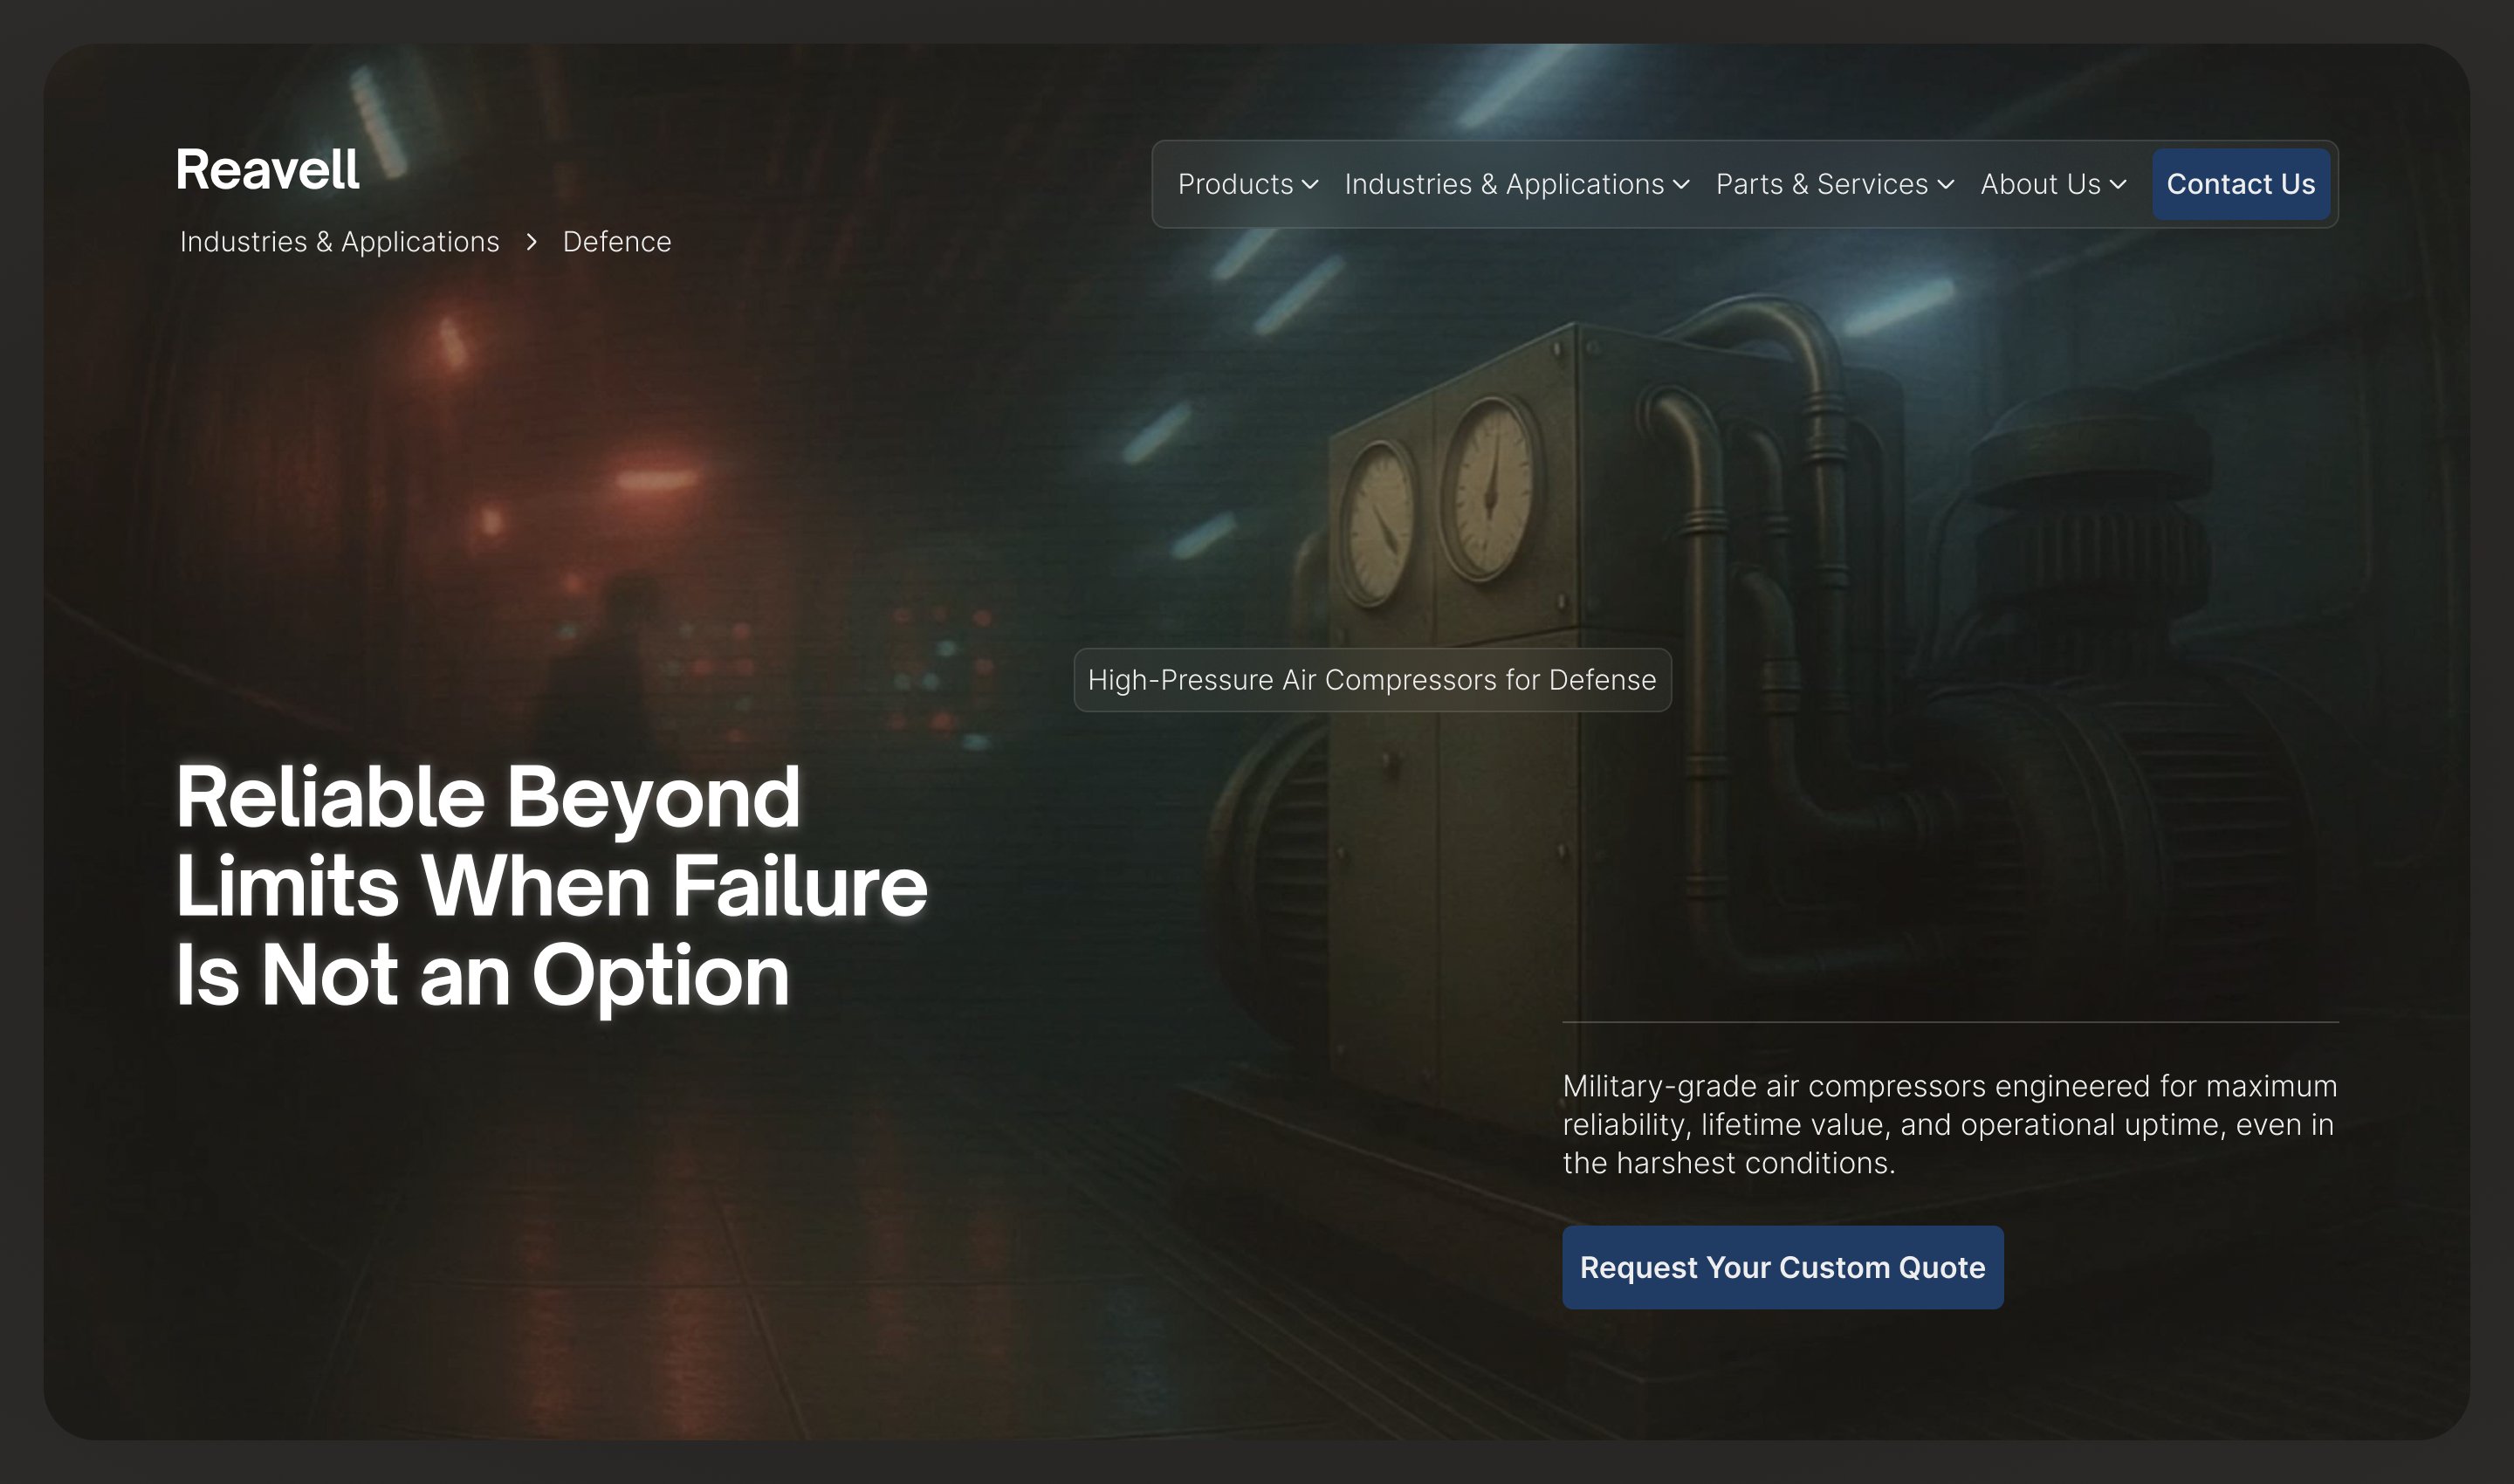 Reavell
Products
Industries & Applications
Parts & Services
About Us
Contact Us
Industries & Applications > Defence
High-Pressure Air Compressors for Defense
Reliable Beyond
Limits When Failure
Is Not an Option
Military-grade air compressors engineered for maximum
reliability, lifetime value, and operational uptime, even in
the harshest conditions.
Request Your Custom Quote